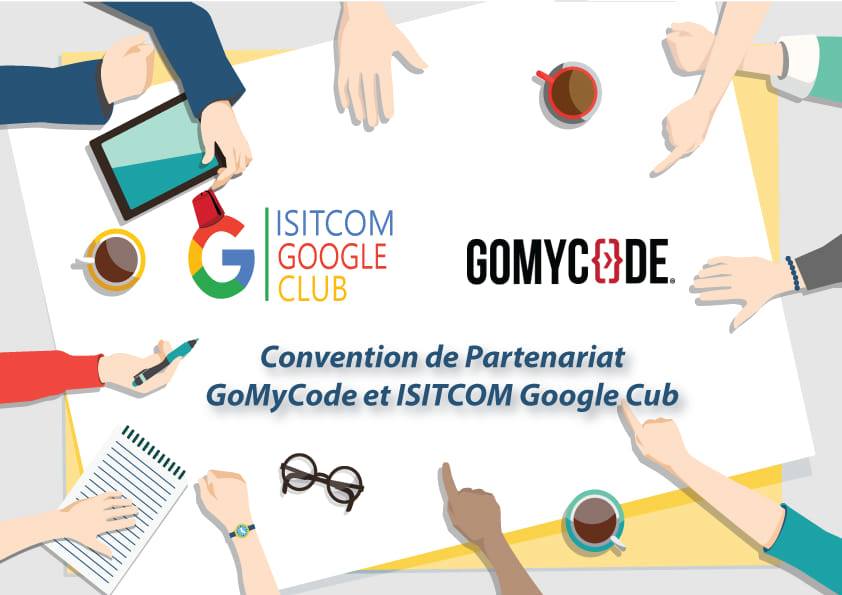 ISITCOM
GOOGLE
CLUB
GOMYC{>}DE®
Convention de Partenariat
GoMyCode et ISITCOM Google Cub